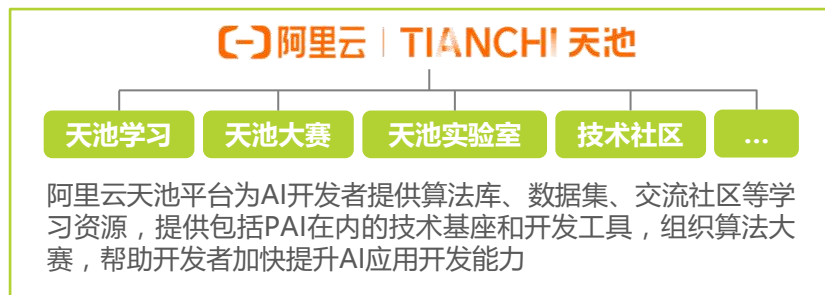 阿里云 | TIANCHI 天池
天池学习 天池大赛 天池实验室 技术社区 ...
阿里云天池平台为AI开发者提供算法库、数据集、交流社区等学
习资源，提供包括PAI在内的技术基座和开发工具，组织算法大
赛，帮助开发者加快提升AI应用开发能力